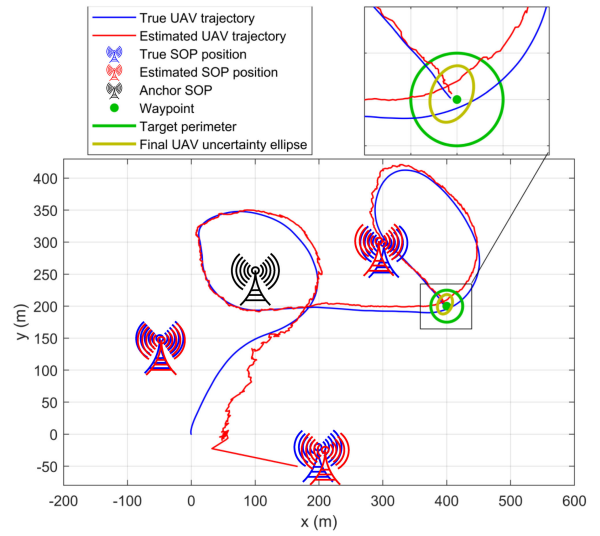 True UAV trajectory
Estimated UAV trajectory
True SOP position
Estimated SOP position
Anchor SOP
Waypoint
Target perimeter
Final UAV uncertainty ellipse
400
350
300
250
200
150
100
50
0
-50
y (m)
-200 -100 0 100 200 300 400 500 600
x (m)